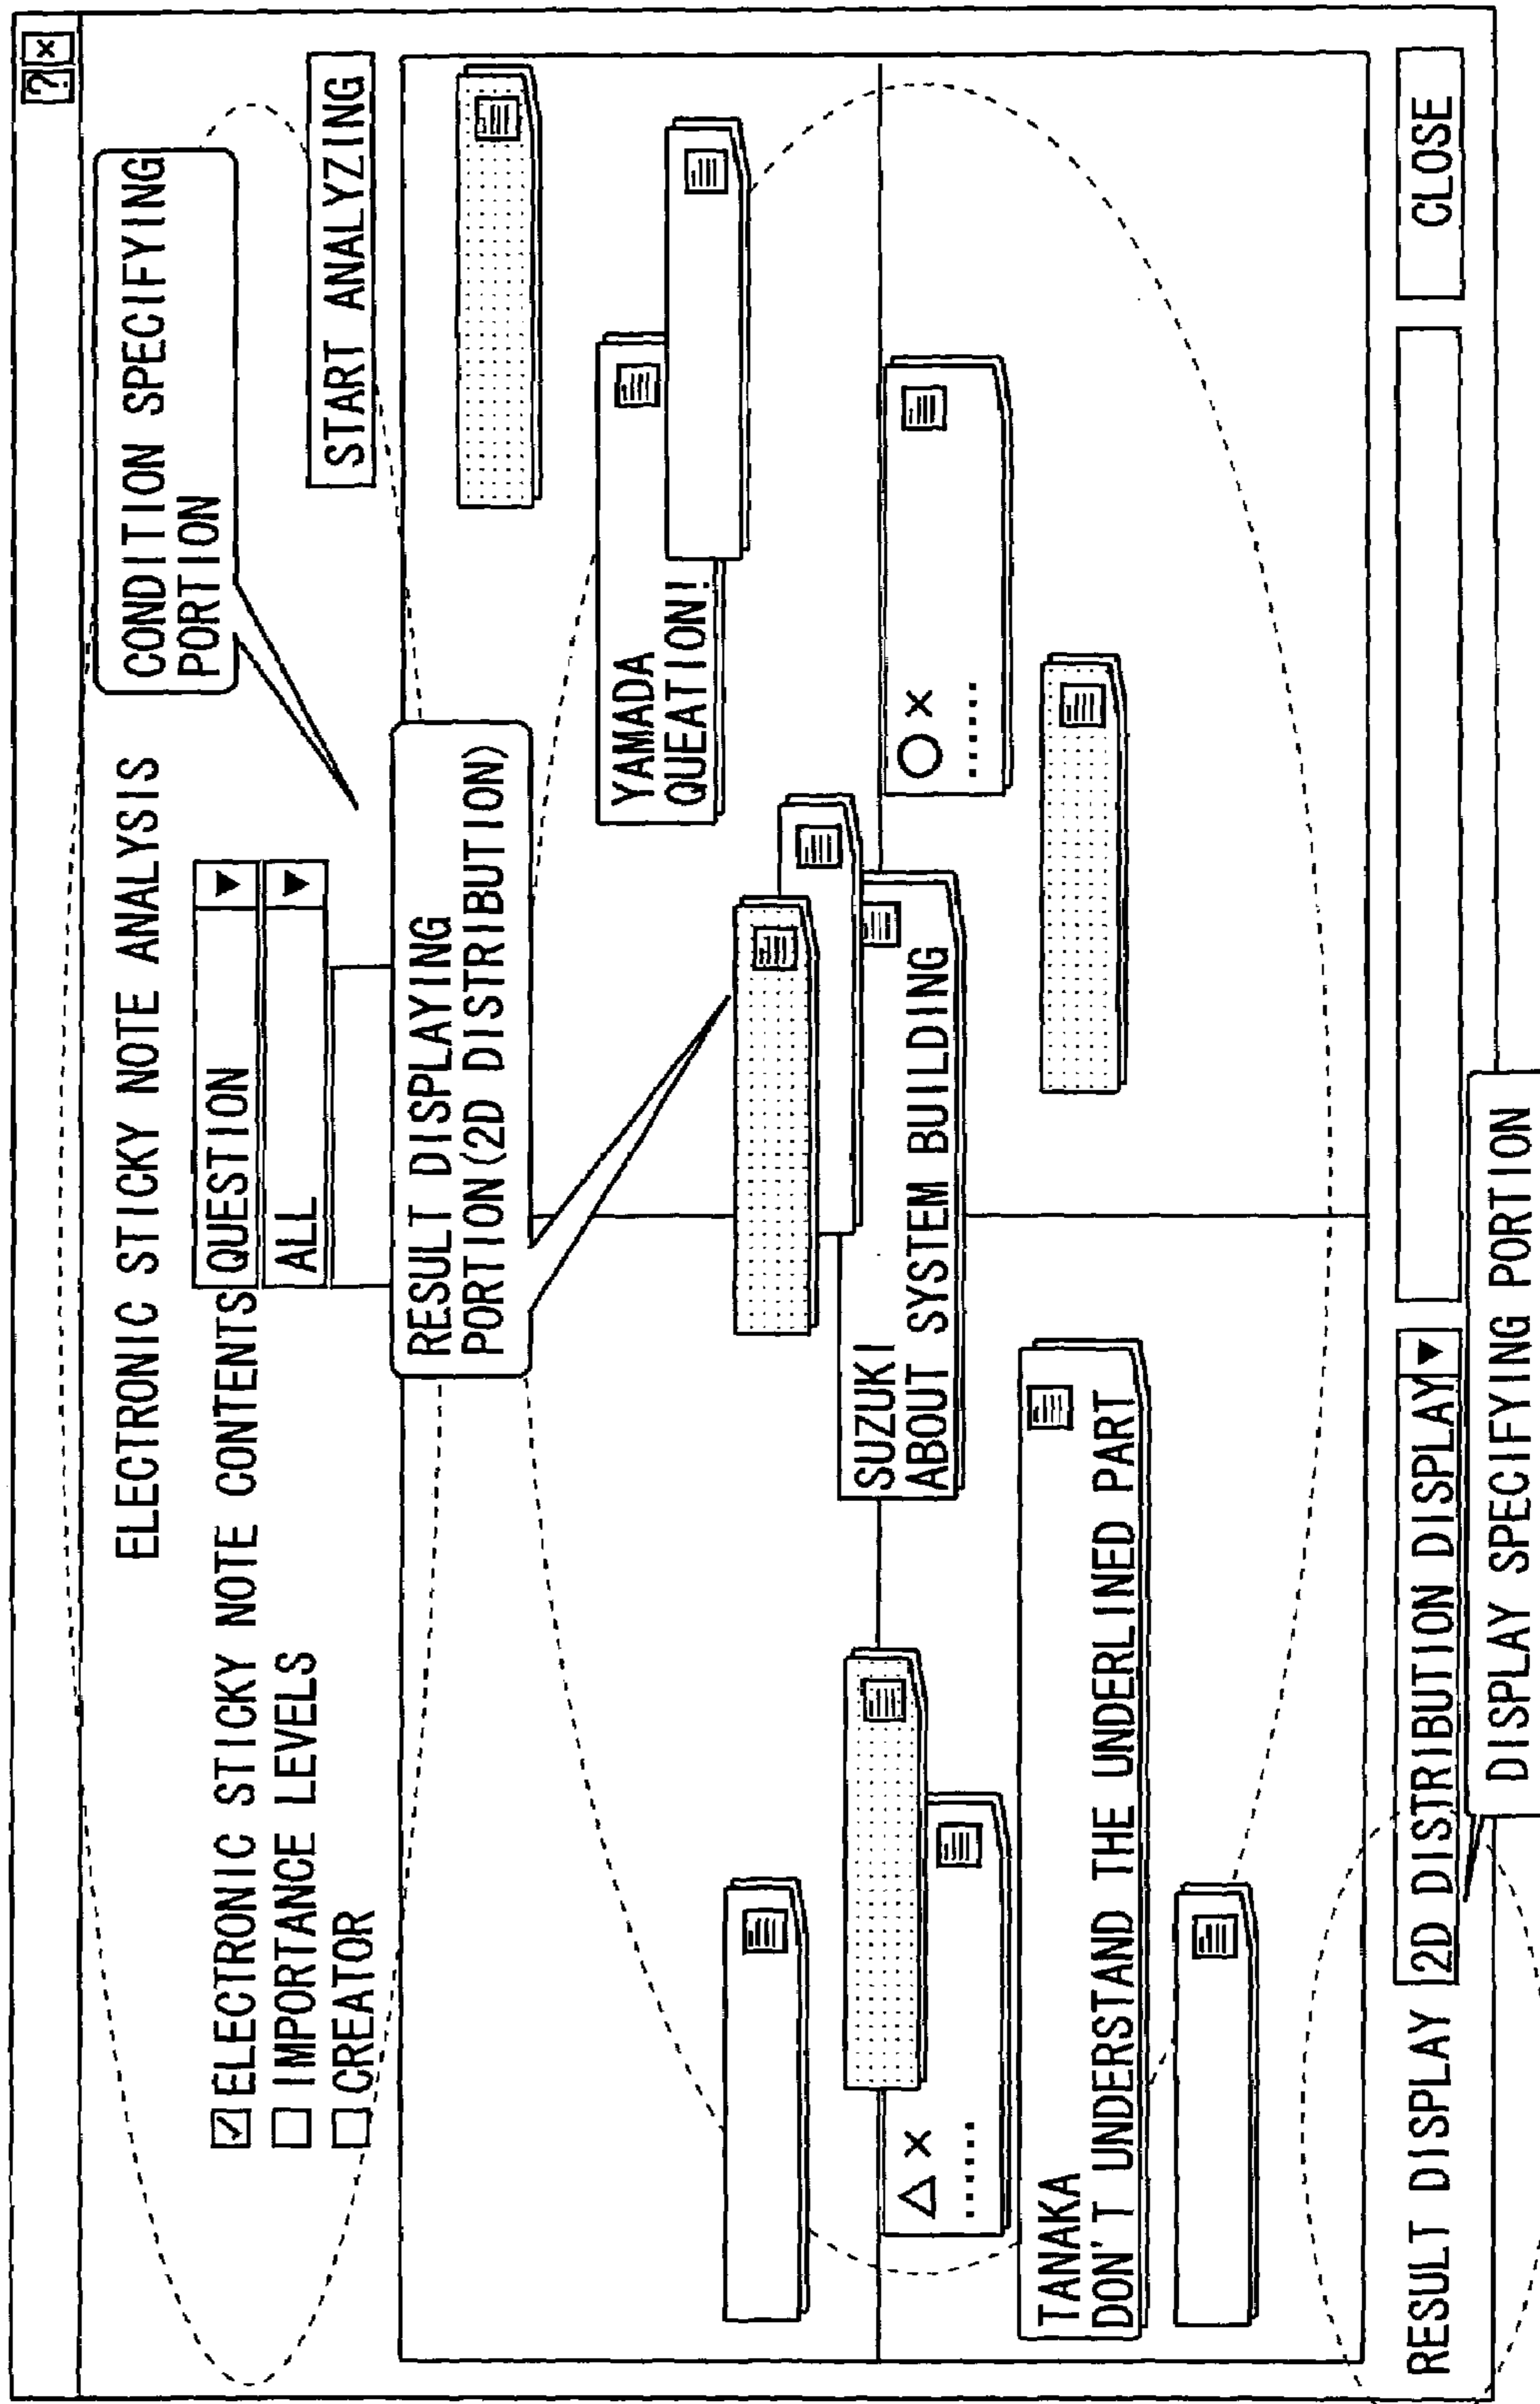 ? ×
ELECTRONIC STICKY NOTE ANALYSIS
CONDITION SPECIFYING
PORTION
☑ ELECTRONIC STICKY NOTE CONTENTS QUESTION ▼
☐ IMPORTANCE LEVELS ALL ▼
☐ CREATOR
START ANALYZING
RESULT DISPLAYING
PORTION(2D DISTRIBUTION)
YAMADA
QUEATION!
SUZUKI
ABOUT SYSTEM BUILDING
○ ×
......
△ ×
......
TANAKA
DON'T UNDERSTAND THE UNDERLINED PART
RESULT DISPLAY 2D DISTRIBUTION DISPLAY ▼ CLOSE
DISPLAY SPECIFYING PORTION